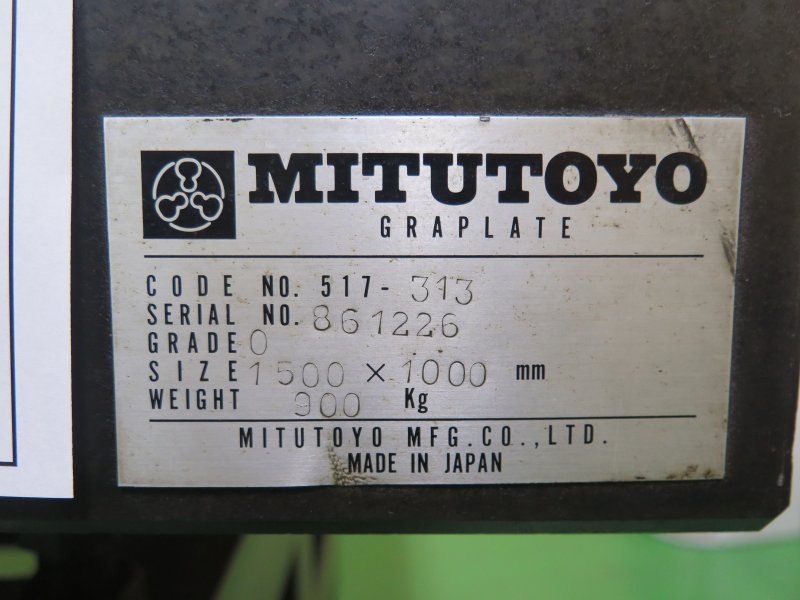 MITUTOYO
GRAPLATE
CODE NO. 517-313
SERIAL NO. 861226
GRADE 0
SIZE 1500 × 1000 mm
WEIGHT 900 Kg
MITUTOYO MFG.CO.,LTD.
MADE IN JAPAN